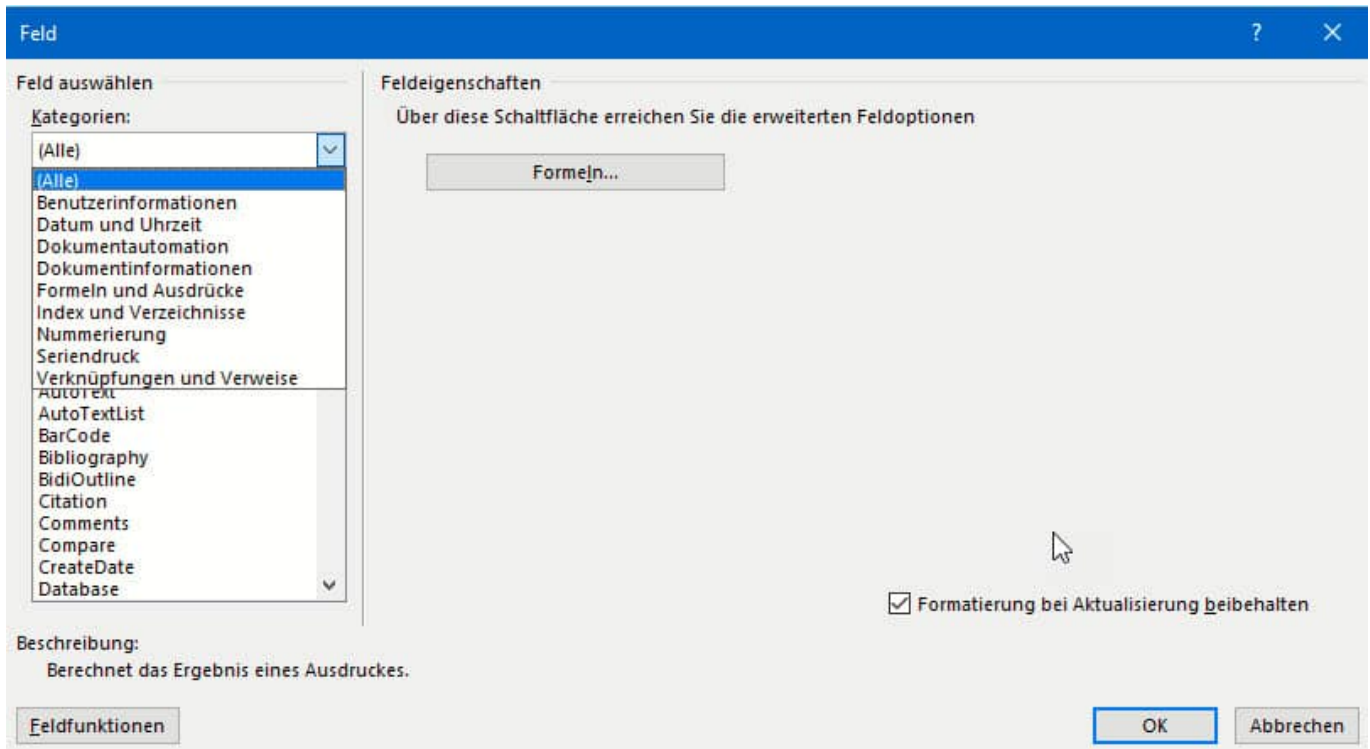 Feld
Feld auswählen
Kategorien:
(Alle)
(Alle)
Benutzerinformationen
Datum und Uhrzeit
Dokumentautomation
Dokumentinformationen
Formeln und Ausdrücke
Index und Verzeichnisse
Nummerierung
Seriendruck
Verknüpfungen und Verweise
AutoText
AutoTextList
BarCode
Bibliography
BidiOutline
Citation
Comments
Compare
CreateDate
Database
Feldeigenschaften
Über diese Schaltfläche erreichen Sie die erweiterten Feldoptionen
Formeln...
Formatierung bei Aktualisierung beibehalten
Beschreibung:
Berechnet das Ergebnis eines Ausdruckes.
Feldfunktionen
OK
Abbrechen